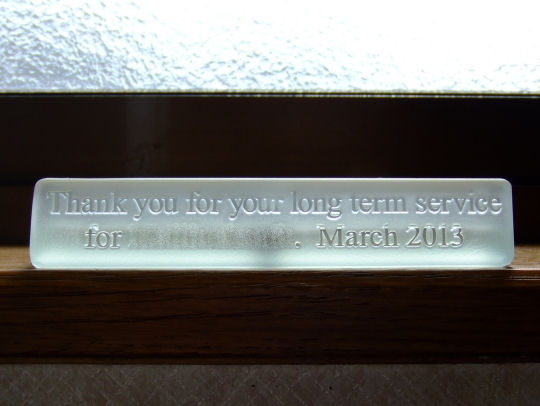 Thank you for your long term service
for . March 2013